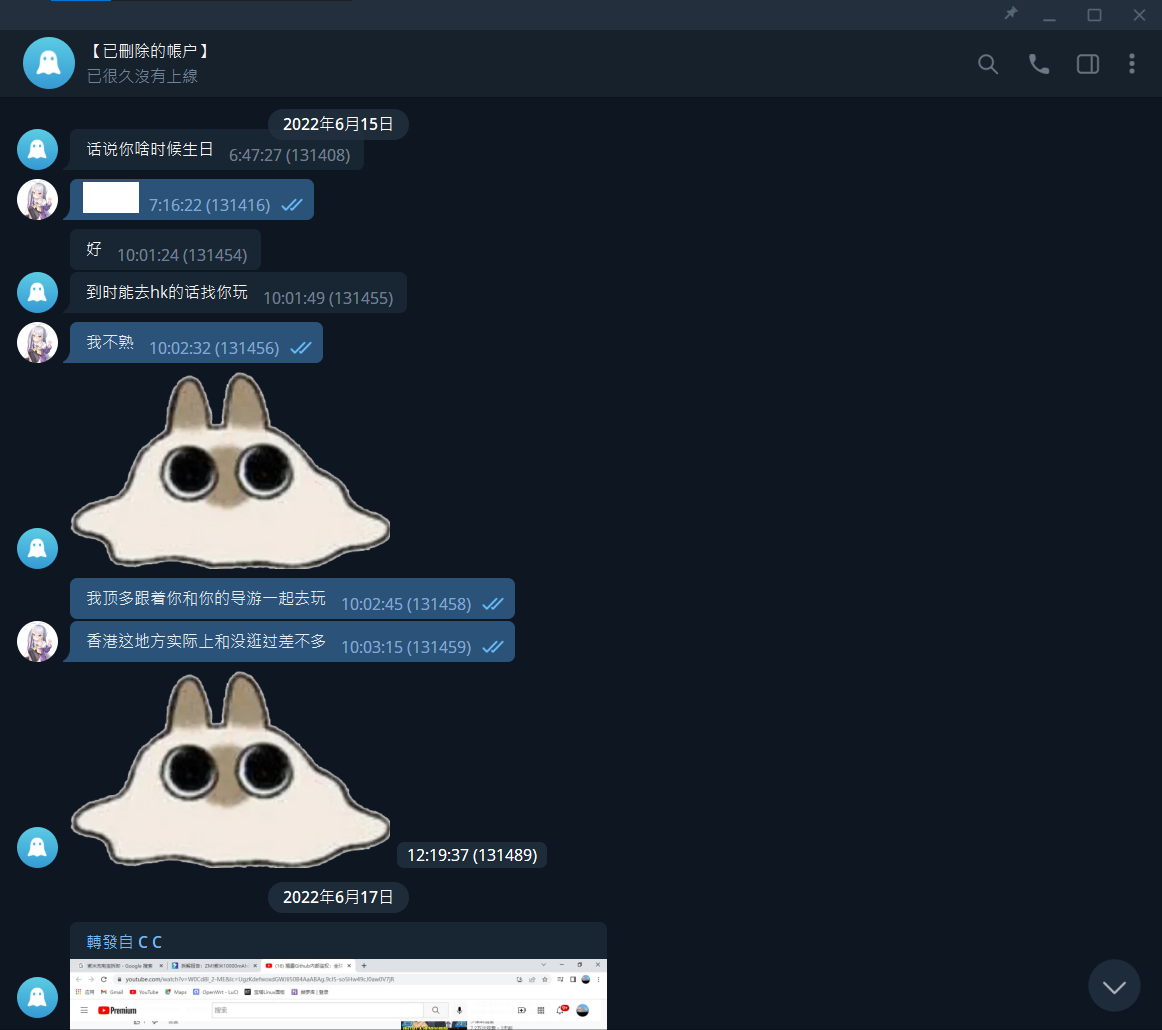 【已刪除的帳户】
已很久沒有上線
2022年6月15日
话说你啥时候生日 6:47:27 (131408)
7:16:22 (131416)
好 10:01:24 (131454)
到时能去hk的话找你玩 10:01:49 (131455)
我不熟 10:02:32 (131456)
我顶多跟着你和你的导游一起去玩 10:02:45 (131458)
香港这地方实际上和没逛过差不多 10:03:15 (131459)
12:19:37 (131489)
2022年6月17日
轉發自 C C
Google 搜索
应用 Gmail YouTube Maps OpenWrt - LuCI
Premium
搜索